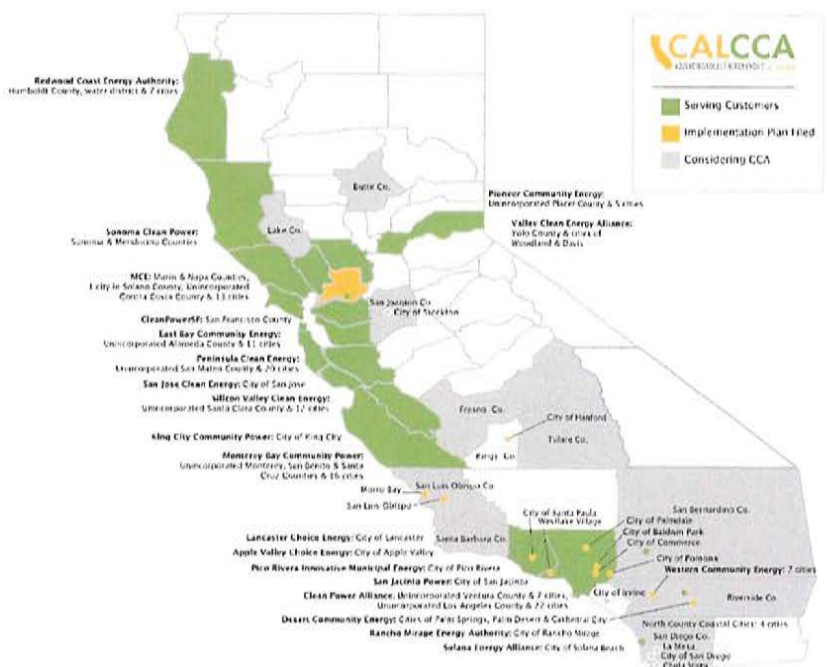 CALCCA
Serving Customers
Implementation Plan Filed
Considering CCA
Redwood Coast Energy Authority:
Humboldt County, water district & 7 cities
Butte Co.
Pioneer Community Energy:
Unincorporated Placer County & 5 cities
Valley Clean Energy Alliance:
Yolo County & cities of
Woodland & Davis
Lake Co.
Sonoma Clean Power:
Sonoma & Mendocino Counties
MCE: Marin & Napa Counties,
1 city in Solano County, Unincorporated
Contra Costa County & 13 cities
San Joaquin Co.
City of Stockton
CleanPowerSF: San Francisco County
East Bay Community Energy:
Unincorporated Alameda County & 11 cities
Peninsula Clean Energy:
Unincorporated San Mateo County & 20 cities
San Jose Clean Energy: City of San Jose
Silicon Valley Clean Energy:
Unincorporated Santa Clara County & 12 cities
Fresno Co.
City of Hanford
Tulare Co.
Kings Co.
King City Community Power: City of King City
Monterey Bay Community Power:
Unincorporated Monterey, San Benito & Santa
Cruz Counties & 16 cities
Morro Bay
San Luis Obispo Co.
San Luis Obispo
City of Santa Paula
Westlake Village
San Bernardino Co.
City of Palmdale
City of Baldwin Park
City of Commerce
City of Pomona
Santa Barbara Co.
Lancaster Choice Energy: City of Lancaster
Apple Valley Choice Energy: City of Apple Valley
Pico Rivera Innovative Municipal Energy: City of Pico Rivera
San Jacinto Power: City of San Jacinto
Western Community Energy: 7 cities
Clean Power Alliance: Unincorporated Ventura County & 7 cities,
Unincorporated Los Angeles County & 22 cities
City of Irvine
Riverside Co.
Desert Community Energy: Cities of Palm Springs, Palm Desert & Cathedral City
Rancho Mirage Energy Authority: City of Rancho Mirage
Solana Energy Alliance: City of Solana Beach
North County Coastal Cities: 4 cities
San Diego Co.
La Mesa
City of San Diego
Chula Vista